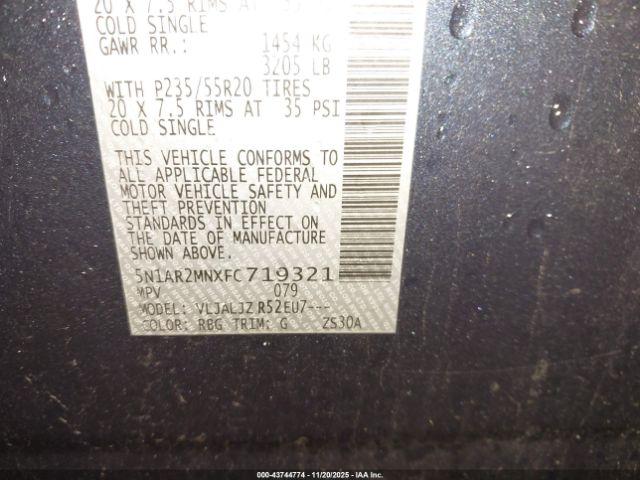 20 X 7.5 RIMS AT 35
COLD SINGLE
GAWR RR.: 1454 KG
3205 LB
WITH P235/55R20 TIRES
20 X 7.5 RIMS AT 35 PSI
COLD SINGLE
THIS VEHICLE CONFORMS TO
ALL APPLICABLE FEDERAL
MOTOR VEHICLE SAFETY AND
THEFT PREVENTION
STANDARDS IN EFFECT ON
THE DATE OF MANUFACTURE
SHOWN ABOVE.
5N1AR2MNXFC719321
MPV 079
MODEL: VLJALJZ R52EU7---
COLOR: RBG TRIM: G ZS30A
000-43744774 - 11/20/2025 - IAA Inc.